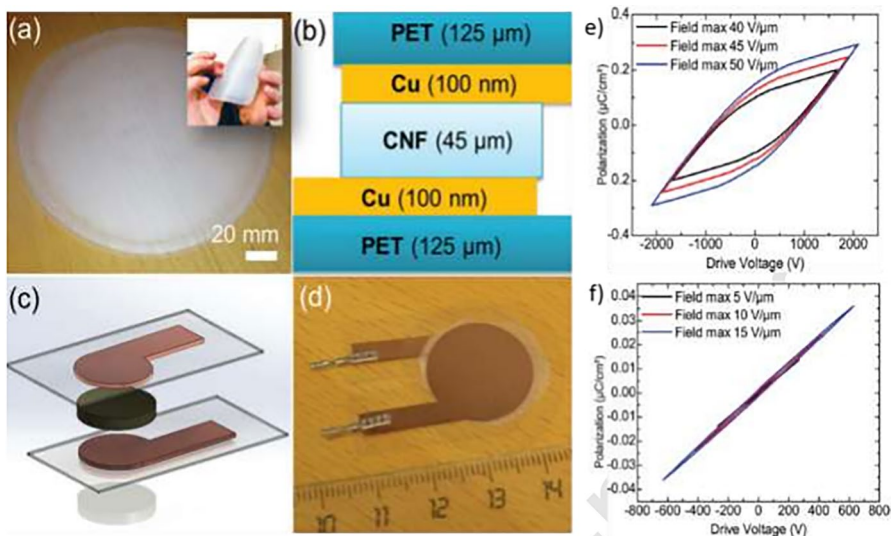 (a)
20 mm
(b)
PET (125 µm)
Cu (100 nm)
CNF (45 µm)
Cu (100 nm)
PET (125 µm)
(c)
(d)
10 11 12 13 14
e)
Field max 40 V/µm
Field max 45 V/µm
Field max 50 V/µm
Polarization (µC/cm²)
0.4
0.2
0.0
0.2
-0.4
-2000 -1000 0 1000 2000
Drive Voltage (V)
f)
Field max 5 V/µm
Field max 10 V/µm
Field max 15 V/µm
Polarization (µC/cm²)
0.04
0.03
0.02
0.01
0.00
-0.01
-0.02
-0.03
-0.04
-800 -600 -400 -200 0 200 400 600 800
Drive Voltage (V)